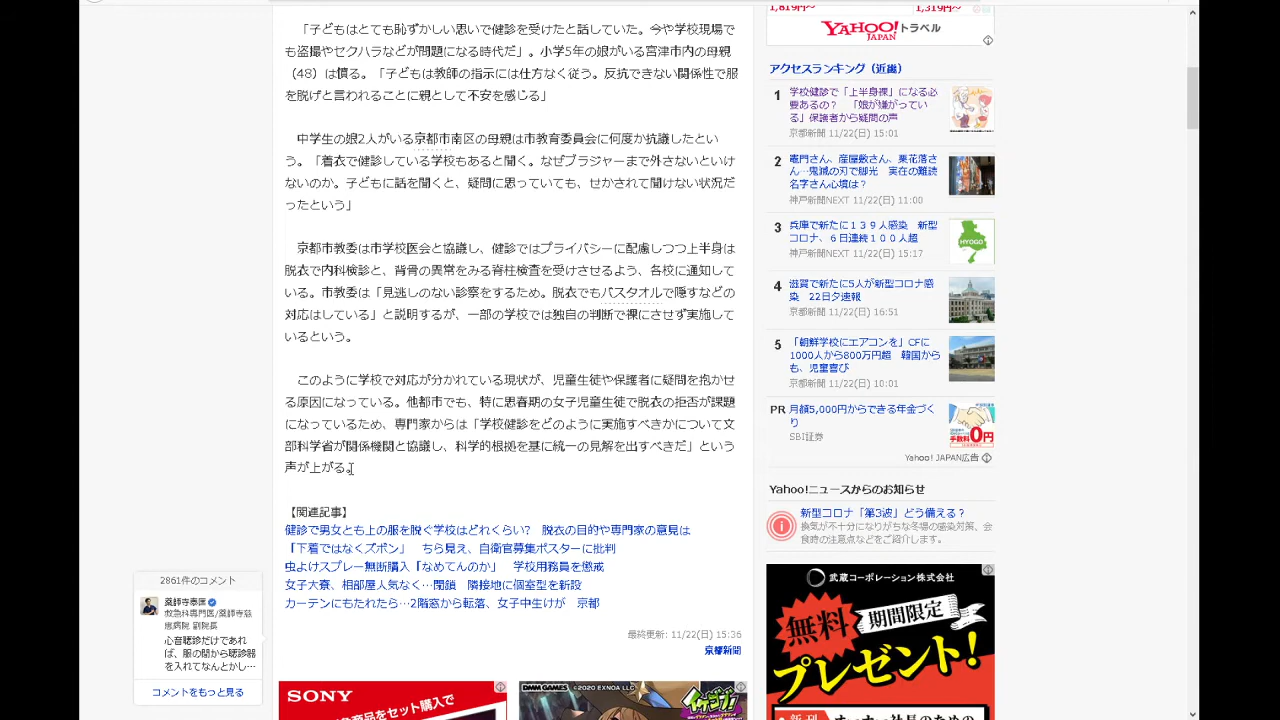 「子どもはとても恥ずかしい思いで健診を受けたと話していた。今や学校現場で
も盗撮やセクハラなどが問題になる時代だ」。小学5年の娘がいる宮津市内の母親
（48）は憤る。「子どもは教師の指示には仕方なく従う。反抗できない関係性で服
を脱げと言われることに親として不安を感じる」
中学生の娘2人がいる京都市南区の母親は市教育委員会に何度か抗議したとい
う。「着衣で健診している学校もあると聞く。なぜブラジャーまで外さないといけ
ないのか。子どもに話を聞くと、疑問に思っていても、せかされて聞けない状況だ
ったという」
京都市教委は市学校医会と協議し、健診ではプライバシーに配慮しつつ上半身は
脱衣で内科検診と、背骨の異常をみる脊柱検査を受けさせるよう、各校に通知して
いる。市教委は「見逃しのない診察をするため。脱衣でもバスタオルで隠すなどの
対応はしている」と説明するが、一部の学校では独自の判断で裸にさせず実施して
いるという。
このように学校で対応が分かれている現状が、児童生徒や保護者に疑問を抱かせ
る原因になっている。他都市でも、特に思春期の女子児童生徒で脱衣の拒否が課題
になっているため、専門家からは「学校健診をどのように実施すべきかについて文
部科学省が関係機関と協議し、科学的根拠を基に統一の見解を出すべきだ」という
声が上がる。
【関連記事】
健診で男女とも上の服を脱ぐ学校はどれくらい？ 脱衣の目的や専門家の意見は
「下着ではなくズボン」 ちら見え、自衛官募集ポスターに批判
虫よけスプレー無断購入「なめてんのか」 学校用務員を懲戒
女子大寮、相部屋人気なく…閉鎖 隣接地に個室型を新設
カーテンにもたれたら…2階窓から転落、女子中生けが 京都
最終更新: 11/22(日) 15:36
京都新聞
2861件のコメント
薬師寺泰匡
救急科専門医/薬師寺慈
恵病院 副院長
心音聴診だけであれ
ば、服の間から聴診器
を入れてなんとかし…
コメントをもっと見る
SONY
商品をセット購入で
DMM GAMES
©2020 EXNOA LLC
1,819円～
1,319円～
YAHOO! JAPAN トラベル
アクセスランキング（近畿）
1 学校健診で「上半身裸」になる必
要あるの？ 「娘が嫌がってい
る」保護者から疑問の声
京都新聞 11/22(日) 15:01
2 竈門さん、産屋敷さん、栗花落さ
ん…鬼滅の刃で脚光 実在の難読
名字さん心境は？
神戸新聞NEXT 11/22(日) 11:00
3 兵庫で新たに１３９人感染 新型
コロナ、６日連続１００人超
神戸新聞NEXT 11/22(日) 15:17
HYOGO
4 滋賀で新たに5人が新型コロナ感
染 22日夕速報
京都新聞 11/22(日) 16:51
5 「朝鮮学校にエアコンを」CFに
1000人から800万円超 韓国から
も、児童喜び
京都新聞 11/22(日) 10:01
PR 月額5,000円からできる年金づく
り
SBI証券
手数料0円
Yahoo! JAPAN広告
Yahoo!ニュースからのお知らせ
新型コロナ「第3波」どう備える？
換気が不十分になりがちな冬場の感染対策、会
食時の注意点などをご紹介します。
武蔵コーポレーション株式会社
無料
期間限定
プレゼント！
新刊